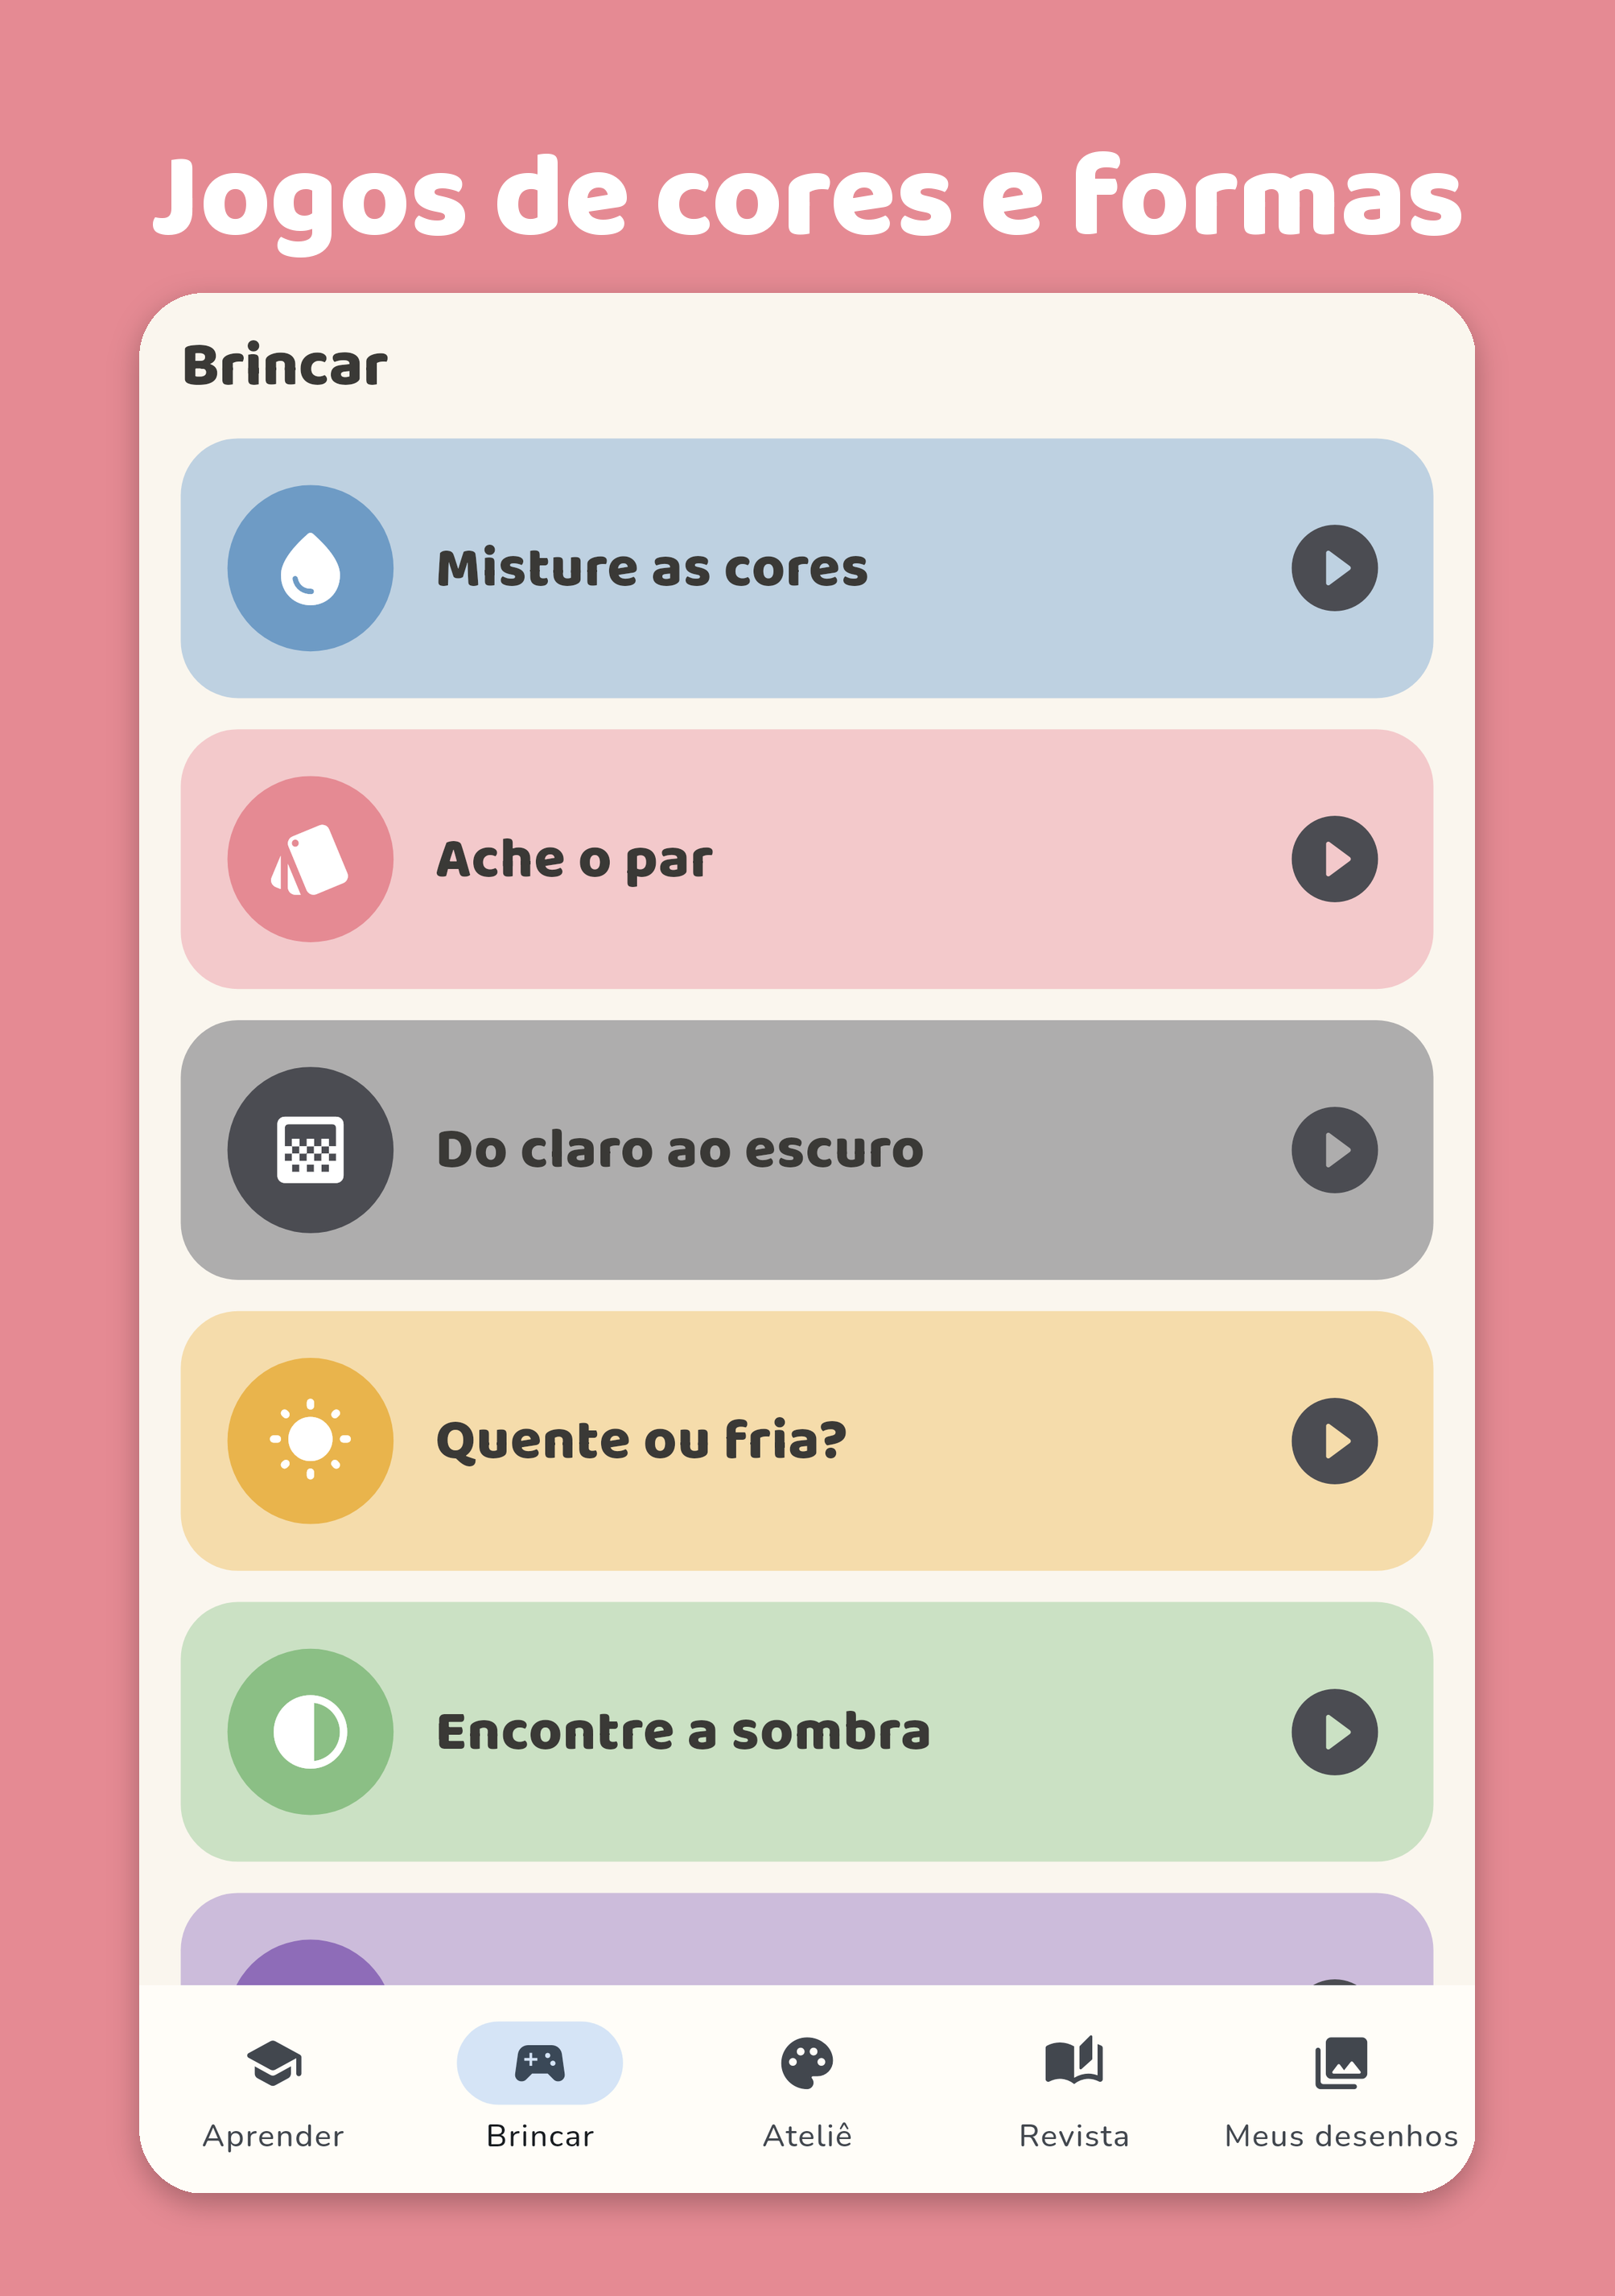 Jogos de cores e formas
Brincar
Misture as cores
Ache o par
Do claro ao escuro
Quente ou fria?
Encontre a sombra
Aprender
Brincar
Ateliê
Revista
Meus desenhos